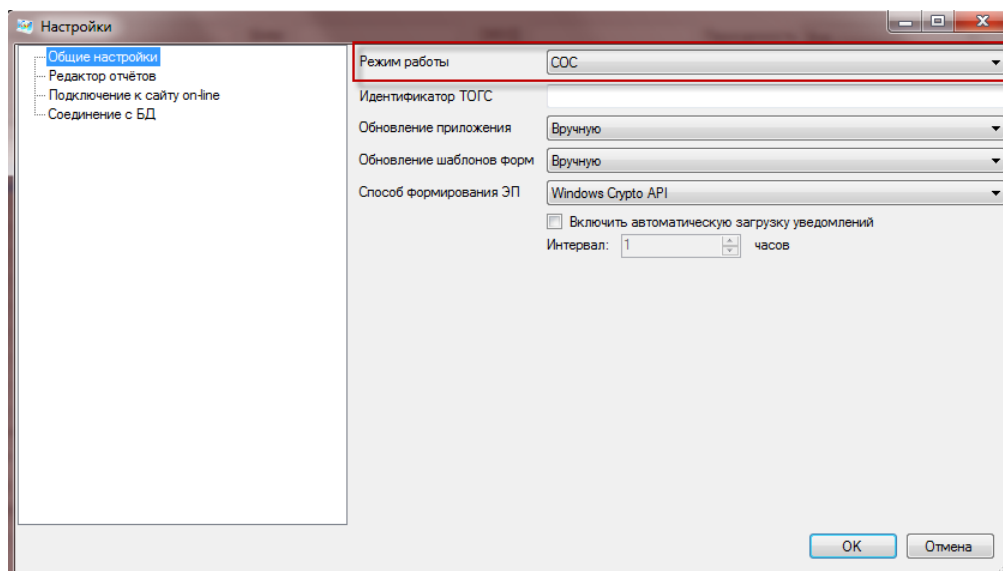 Настройки
Общие настройки
Редактор отчётов
Подключение к сайту on-line
Соединение с БД
Режим работы СОС
Идентификатор ТОГС
Обновление приложения Вручную
Обновление шаблонов форм Вручную
Способ формирования ЭП Windows Crypto API
Включить автоматическую загрузку уведомлений
Интервал: 1 часов
OK Отмена